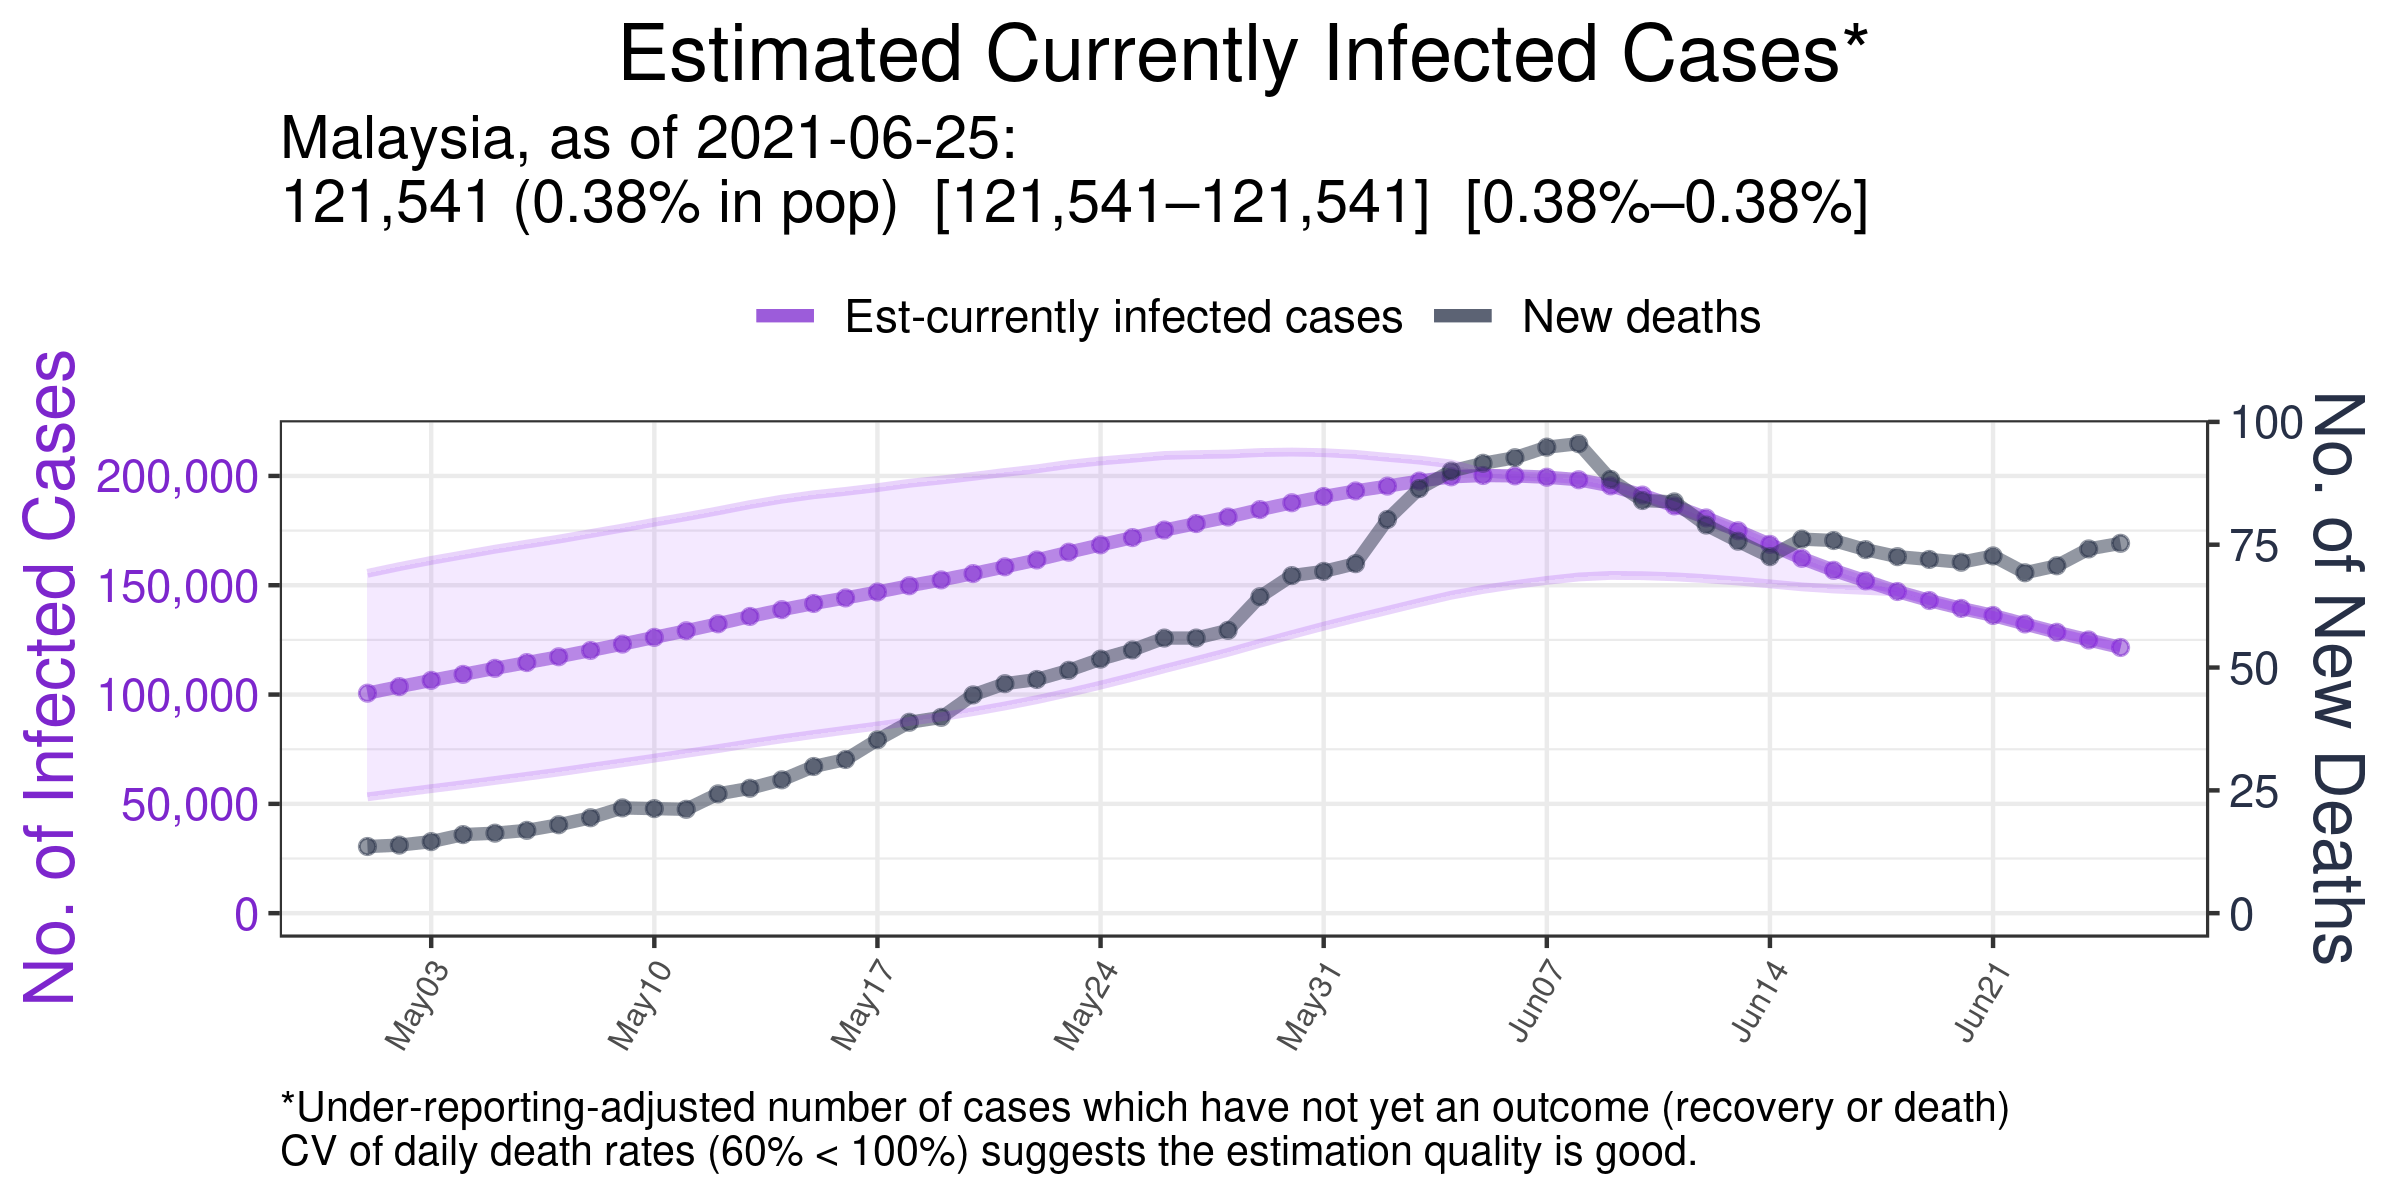 Estimated Currently Infected Cases*
Malaysia, as of 2021-06-25:
121,541 (0.38% in pop)  [121,541–121,541]  [0.38%–0.38%]
Est-currently infected cases
New deaths
No. of Infected Cases
200,000
150,000
100,000
50,000
0
100
75
50
25
0
No. of New Deaths
May03
May10
May17
May24
May31
Jun07
Jun14
Jun21
*Under-reporting-adjusted number of cases which have not yet an outcome (recovery or death)
CV of daily death rates (60% < 100%) suggests the estimation quality is good.